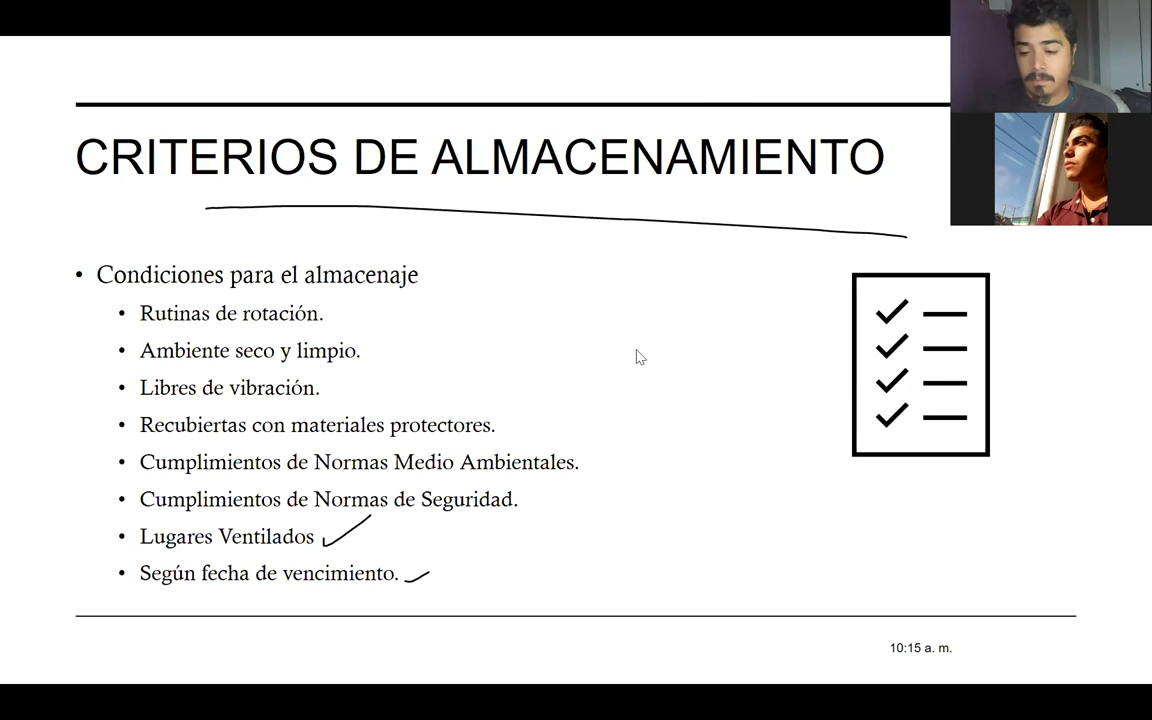 CRITERIOS DE ALMACENAMIENTO
• Condiciones para el almacenaje
• Rutinas de rotación.
• Ambiente seco y limpio.
• Libres de vibración.
• Recubiertas con materiales protectores.
• Cumplimientos de Normas Medio Ambientales.
• Cumplimientos de Normas de Seguridad.
• Lugares Ventilados
• Según fecha de vencimiento.
10:15 a. m.